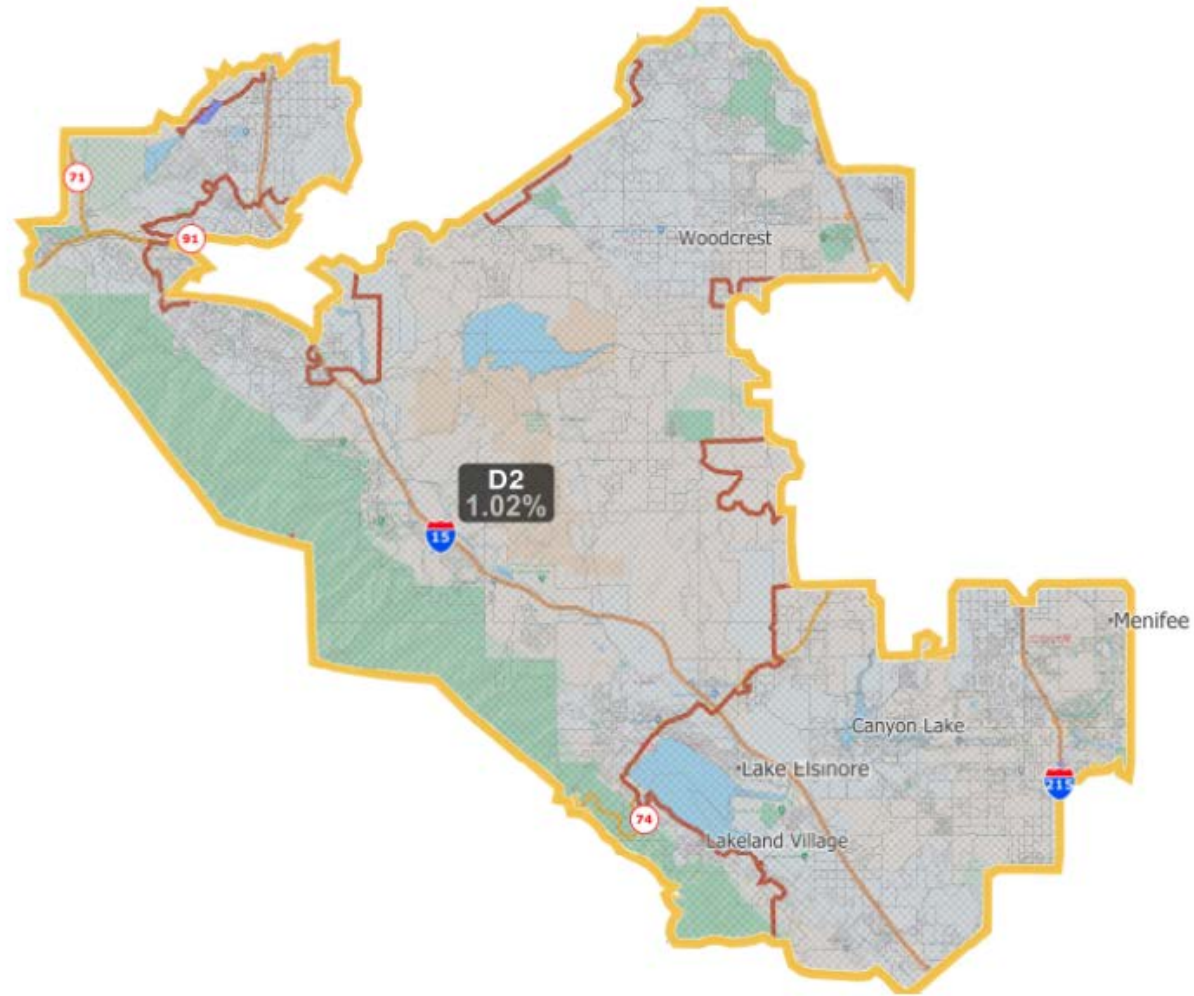 71
91
Woodcrest
D2
1.02%
15
Menifee
Canyon Lake
Lake Elsinore
215
74
Lakeland Village